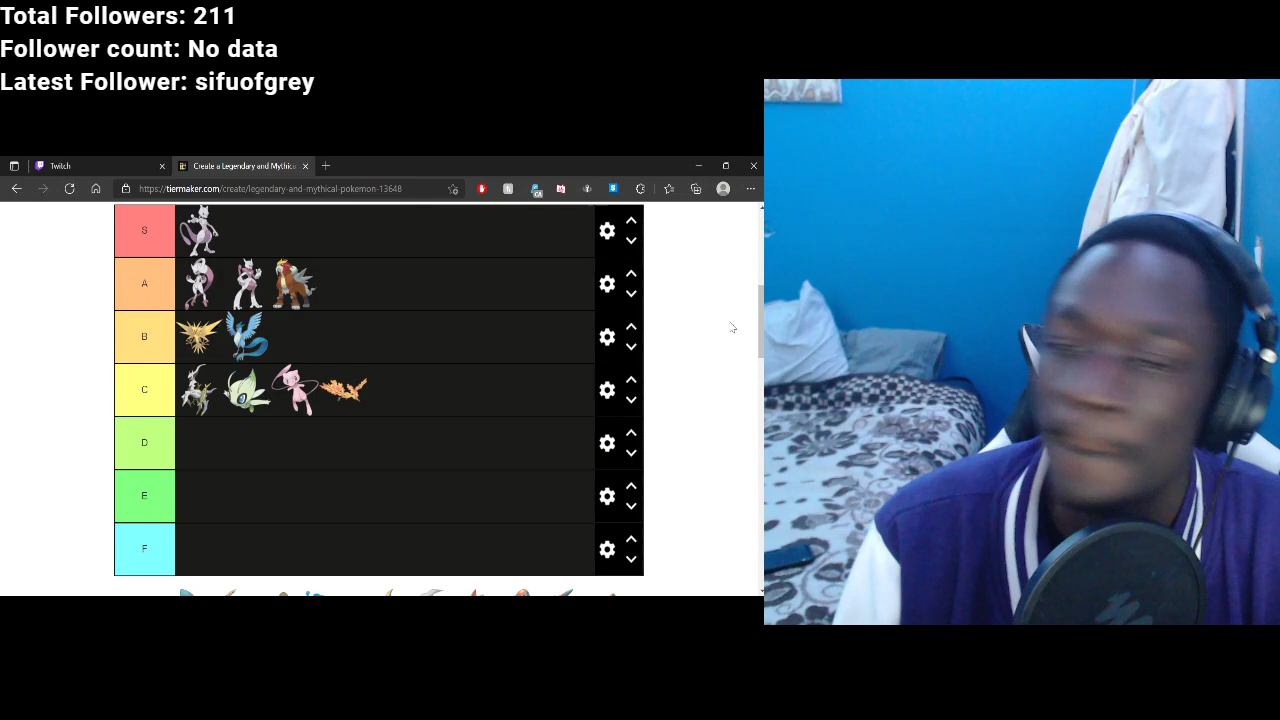 Total Followers: 211
Follower count: No data
Latest Follower: sifuofgrey
Twitch
Create a Legendary and Mythica
https://tiermaker.com/create/legendary-and-mythical-pokemon-13648
S
A
B
C
D
E
F